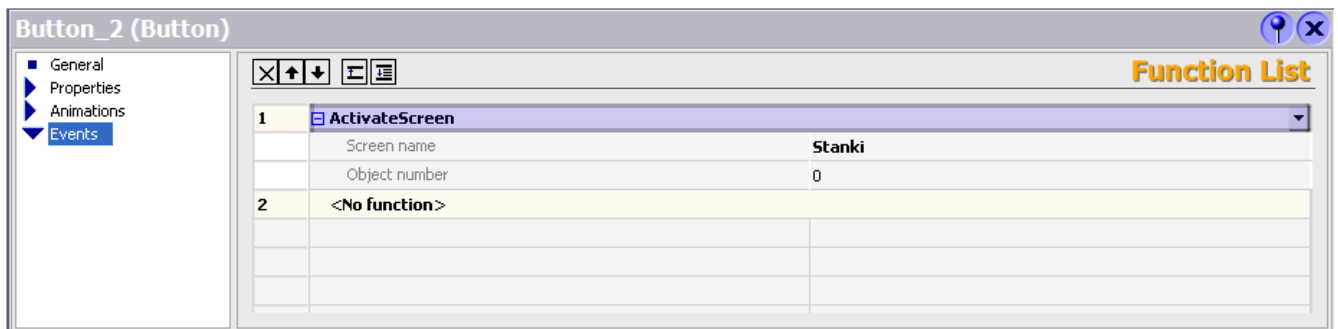 Button_2 (Button)
General
Properties
Animations
Events
Function List
1 ActivateScreen
Screen name Stanki
Object number 0
2 <No function>